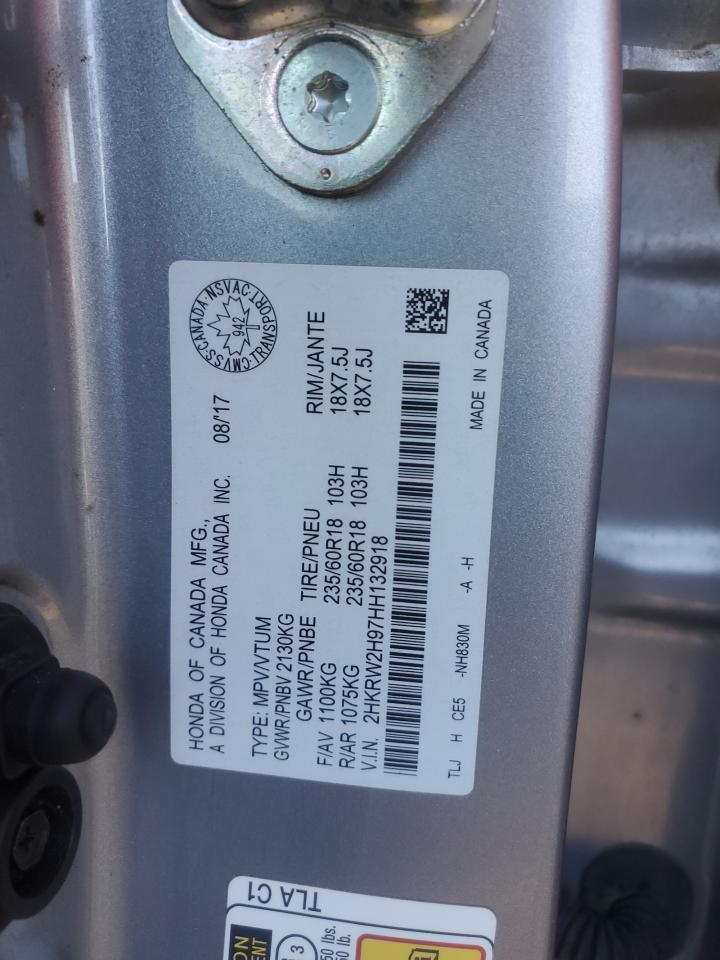 HONDA OF CANADA MFG.,
A DIVISION OF HONDA CANADA INC. 08/'17
CMVSS·CANADA·NSVAC·TRANSPORT·
942
TYPE: MPV/VTUM
GVWR/PNBV 2130KG
GAWR/PNBE TIRE/PNEU RIM/JANTE
F/AV 1100KG 235/60R18 103H 18X7.5J
R/AR 1075KG 235/60R18 103H 18X7.5J
V.I.N. 2HKRW2H97HH132918
TLJ H CE5 -NH830M -A -H
MADE IN CANADA
TLA C1
3